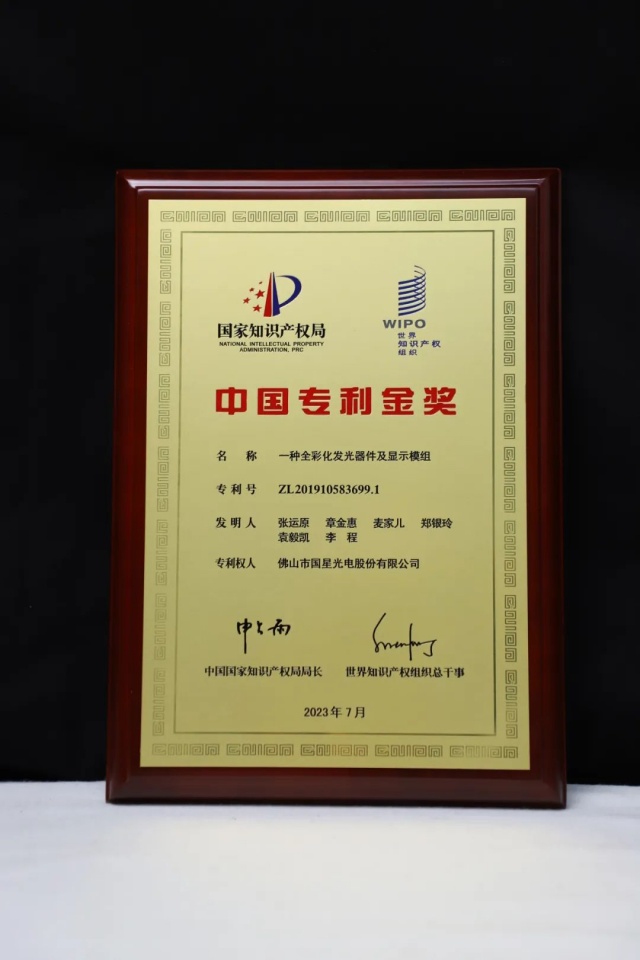 国家知识产权局
NATIONAL INTELLECTUAL PROPERTY
ADMINISTRATION, PRC
WIPO
世界
知识产权
组织
中国专利金奖
名 称 一种全彩化发光器件及显示模组
专利号 ZL201910583699.1
发明人 张运原 章金惠 麦家儿 郑银玲
袁毅凯 李程
专利权人 佛山市国星光电股份有限公司
申长雨
中国国家知识产权局局长 世界知识产权组织总干事
2023年7月